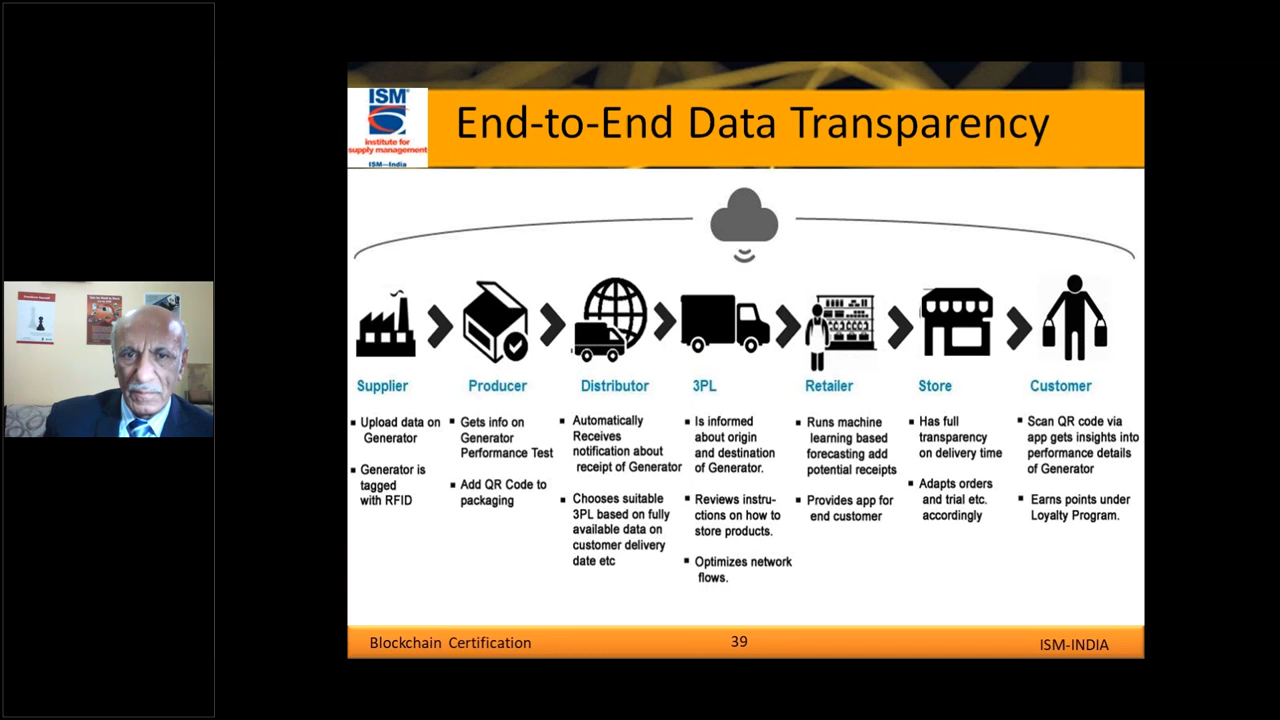 ISM®
institute for
supply management
ISM—India
End-to-End Data Transparency
Supplier
▪ Upload data on
Generator
▪ Generator is
tagged
with RFID
Producer
▪ Gets info on
Generator
Performance Test
▪ Add QR Code to
packaging
Distributor
▪ Automatically
Receives
notification about
receipt of Generator
▪ Chooses suitable
3PL based on fully
available data on
customer delivery
date etc
3PL
▪ Is informed
about origin
and destination
of Generator.
▪ Reviews instru-
ctions on how to
store products.
▪ Optimizes network
flows.
Retailer
▪ Runs machine
learning based
forecasting add
potential receipts
▪ Provides app for
end customer
Store
▪ Has full
transparency
on delivery time
▪ Adapts orders
and trial etc.
accordingly
Customer
▪ Scan QR code via
app gets insights into
performance details
of Generator
▪ Earns points under
Loyalty Program.
Blockchain Certification
39
ISM-INDIA